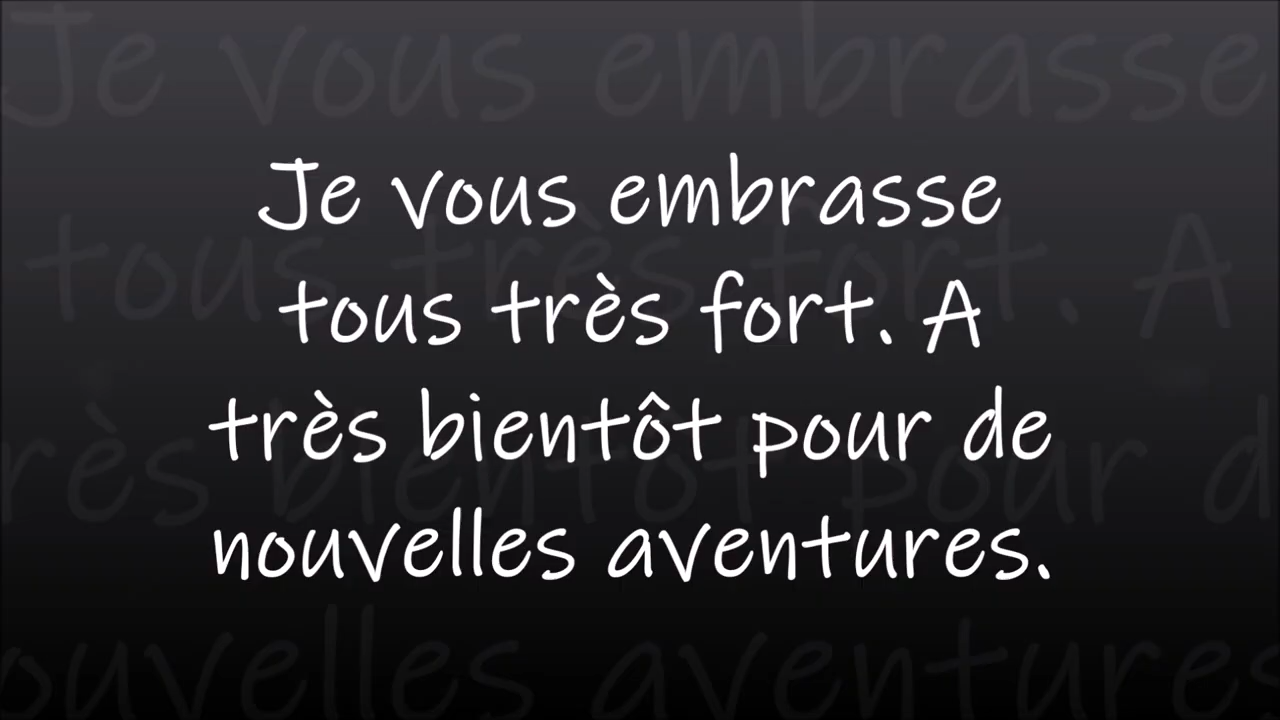 Je vous embrasse
tous très fort. A
très bientôt pour de
nouvelles aventures.